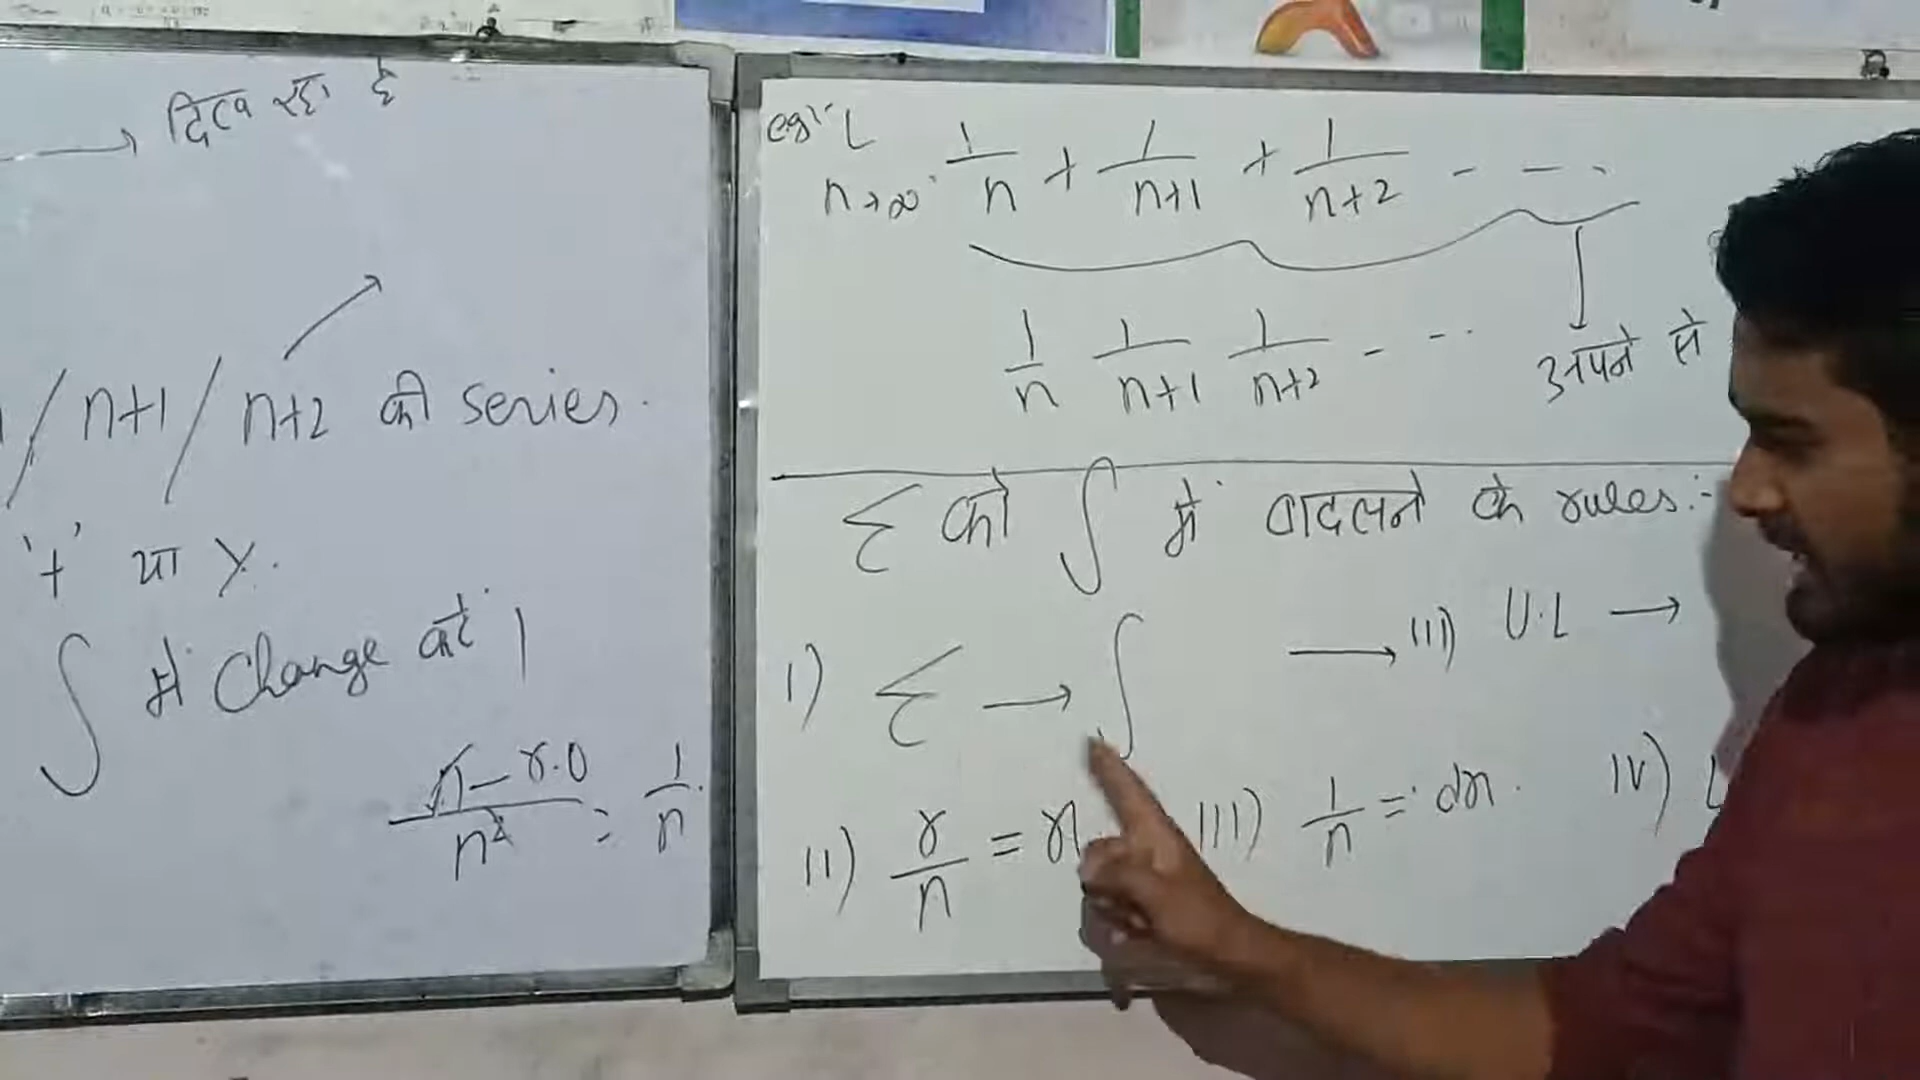 → दिख रहा है
/ n+1 / n+2 की series.
'+' या X.
∫ में Change करें।
n - r.0 / n² = 1/n.
eg:- L n→∞ 1/n + 1/n+1 + 1/n+2 - - -
1/n 1/n+1 1/n+2 - - - अपने से
Σ को ∫ में बादलने के rules:-
i) Σ → ∫ → iii) U.L →
ii) r/n = x iii) 1/n = dx. iv) L